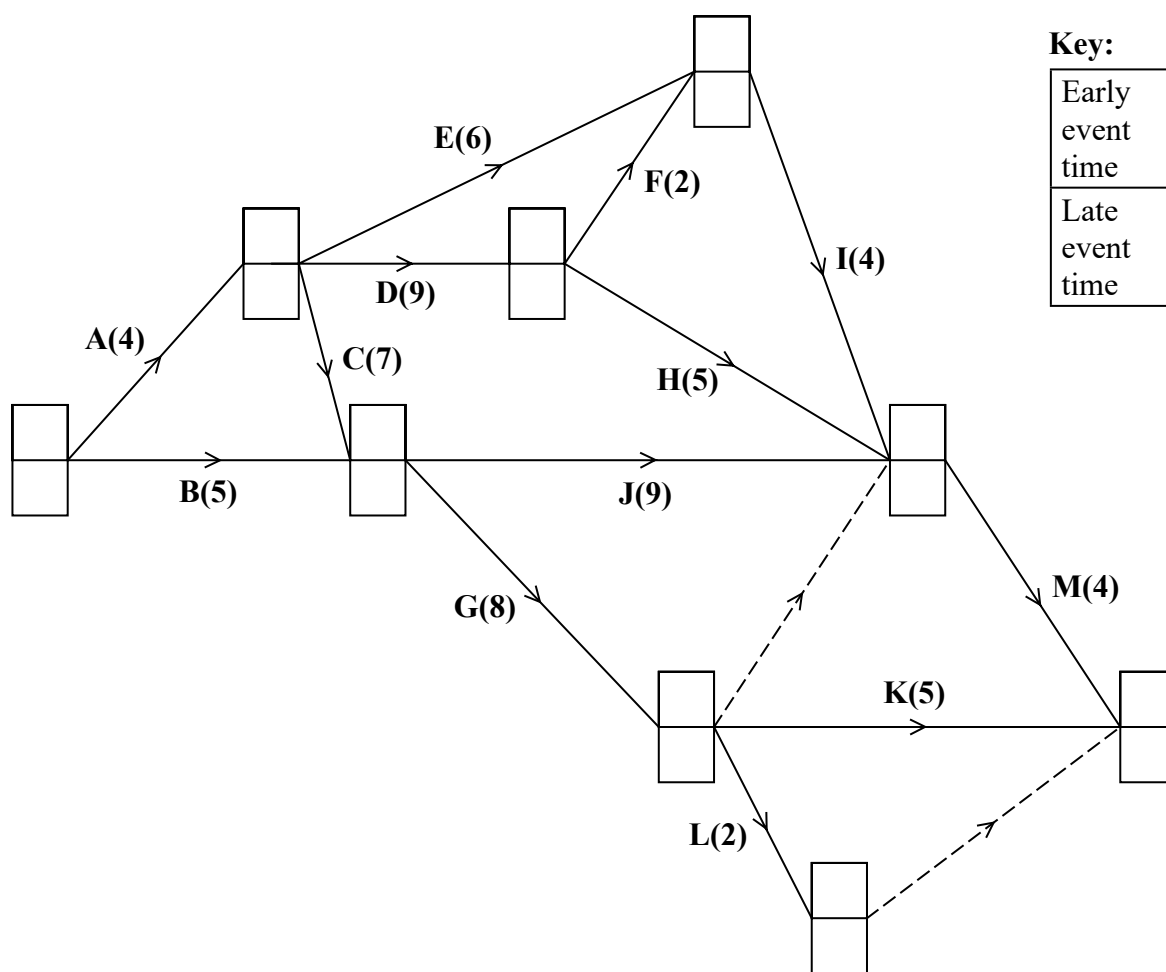 Key:
Early
event
time
Late
event
time
E(6)
F(2)
I(4)
D(9)
A(4)
C(7)
H(5)
B(5)
J(9)
G(8)
M(4)
K(5)
L(2)